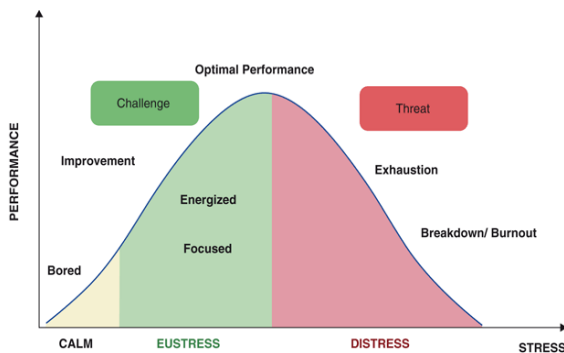 Optimal Performance
Challenge
Threat
PERFORMANCE
Improvement
Exhaustion
Energized
Breakdown/ Burnout
Focused
Bored
CALM
EUSTRESS
DISTRESS
STRESS